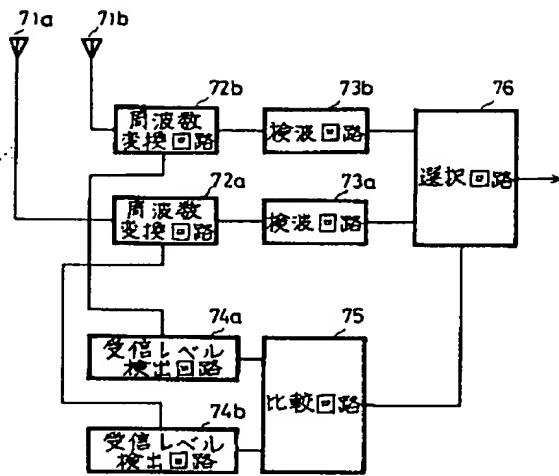 71a
71b
72b
周波数
変換回路
73b
検波回路
76
選択回路
72a
周波数
変換回路
73a
検波回路
74a
受信レベル
検出回路
75
比較回路
74b
受信レベル
検出回路